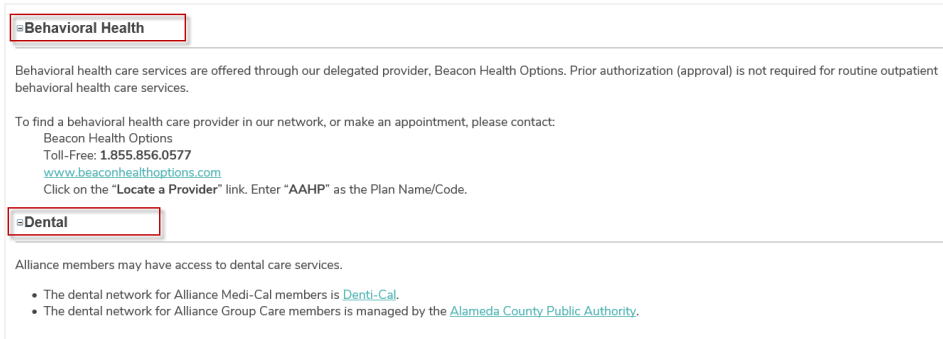 Behavioral Health
Behavioral health care services are offered through our delegated provider, Beacon Health Options. Prior authorization (approval) is not required for routine outpatient
behavioral health care services.
To find a behavioral health care provider in our network, or make an appointment, please contact:
Beacon Health Options
Toll-Free: 1.855.856.0577
www.beaconhealthoptions.com
Click on the “Locate a Provider” link. Enter “AAHP” as the Plan Name/Code.
Dental
Alliance members may have access to dental care services.
• The dental network for Alliance Medi-Cal members is Denti-Cal.
• The dental network for Alliance Group Care members is managed by the Alameda County Public Authority.